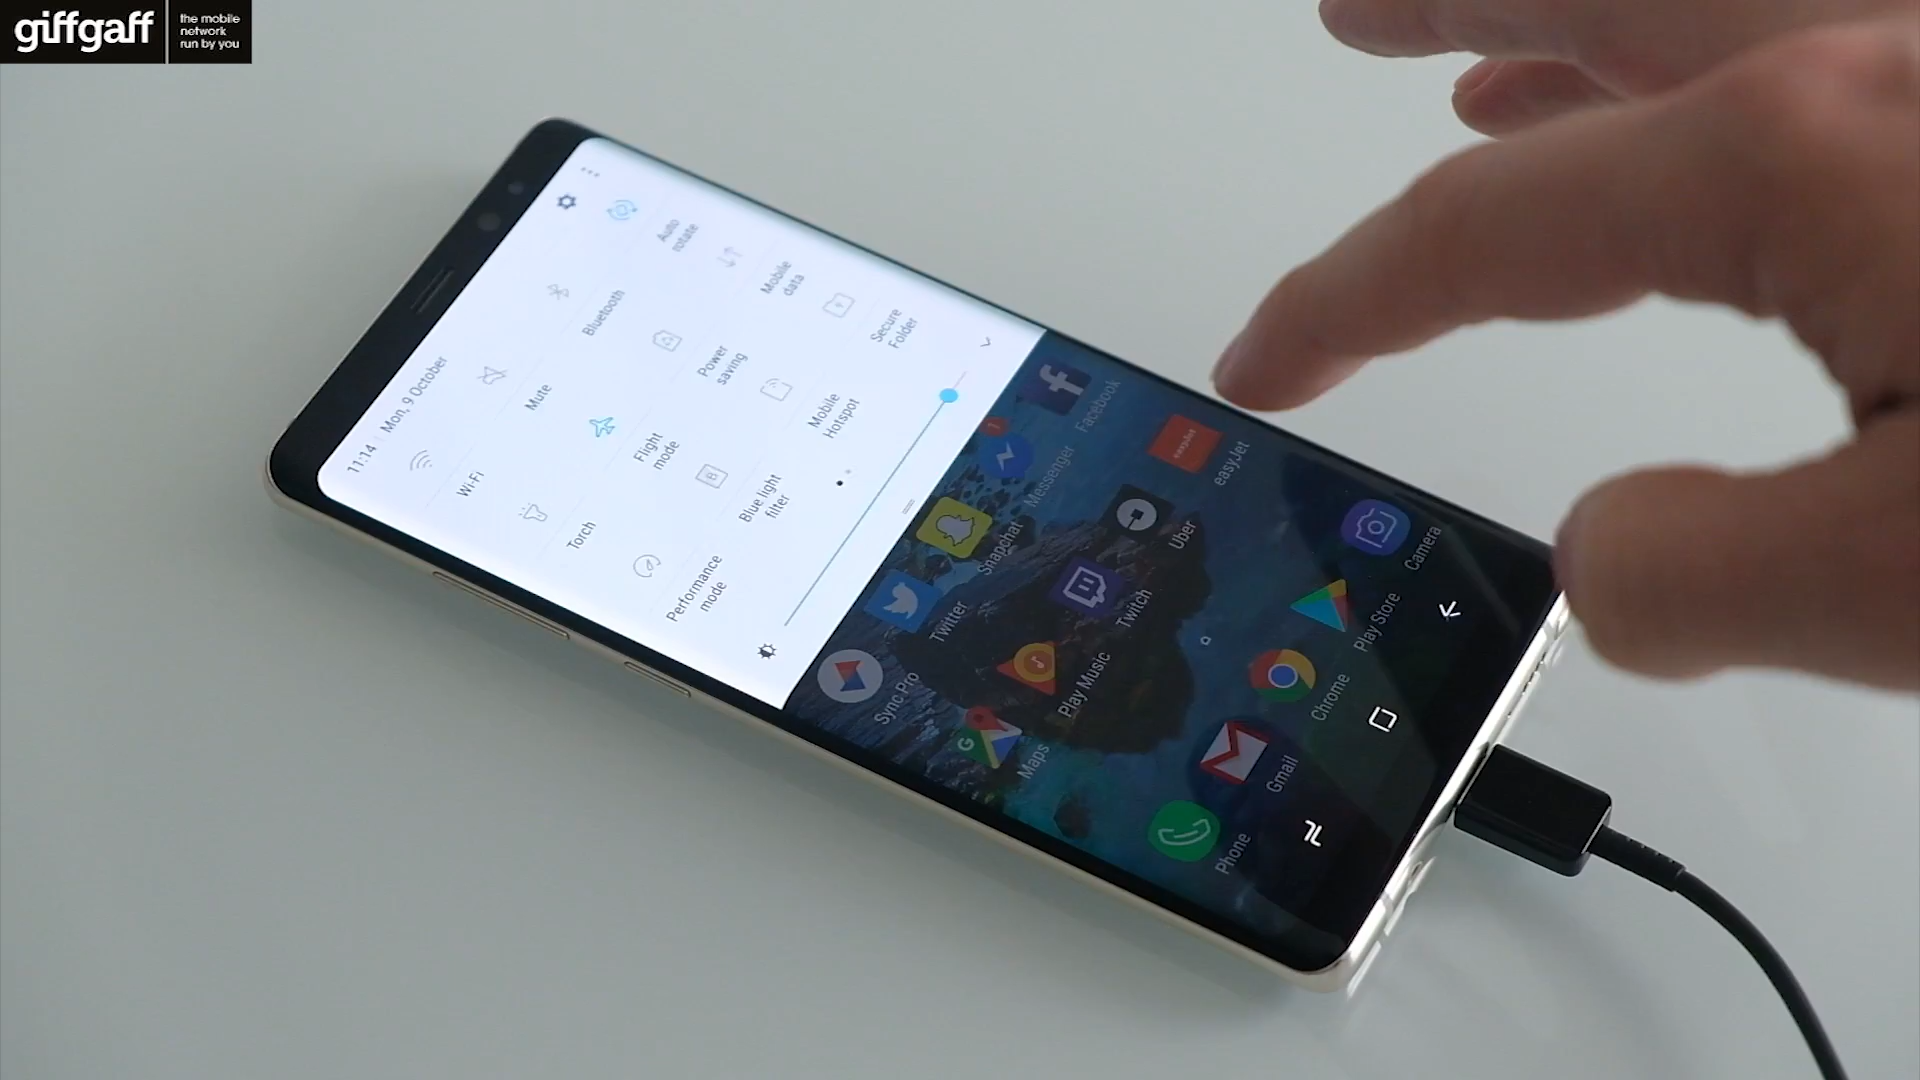 giffgaff
the mobile
network
run by you
11:14 | Mon, 9 October
Wi-Fi
Mute
Bluetooth
Auto
rotate
Torch
Flight
mode
Power
saving
Mobile
data
Performance
mode
Blue light
filter
Mobile
Hotspot
Secure
Folder
B
Sync Pro
Twitter
Snapchat
1
Messenger
Facebook
G
Maps
Play Music
Twitch
Uber
easyJet
easyJet
Phone
Gmail
Chrome
Play Store
Camera